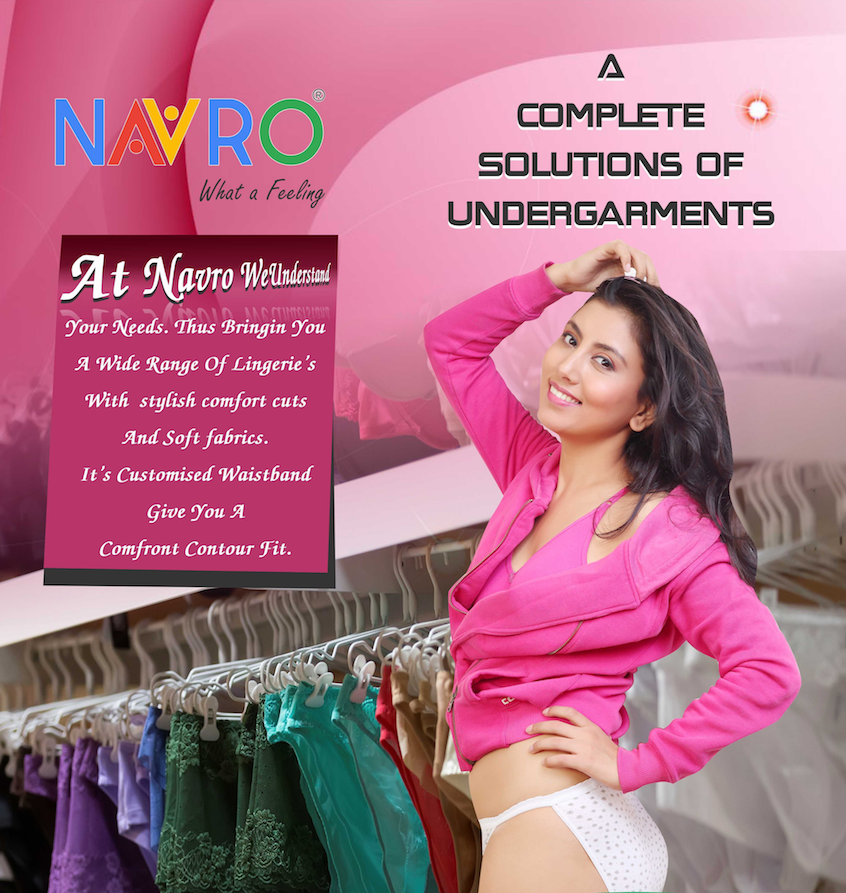 NAVRO®
What a Feeling
A
COMPLETE
SOLUTIONS OF
UNDERGARMENTS
At Navro WeUnderstand
Your Needs. Thus Bringin You
A Wide Range Of Lingerie's
With stylish comfort cuts
And Soft fabrics.
It's Customised Waistband
Give You A
Comfront Contour Fit.